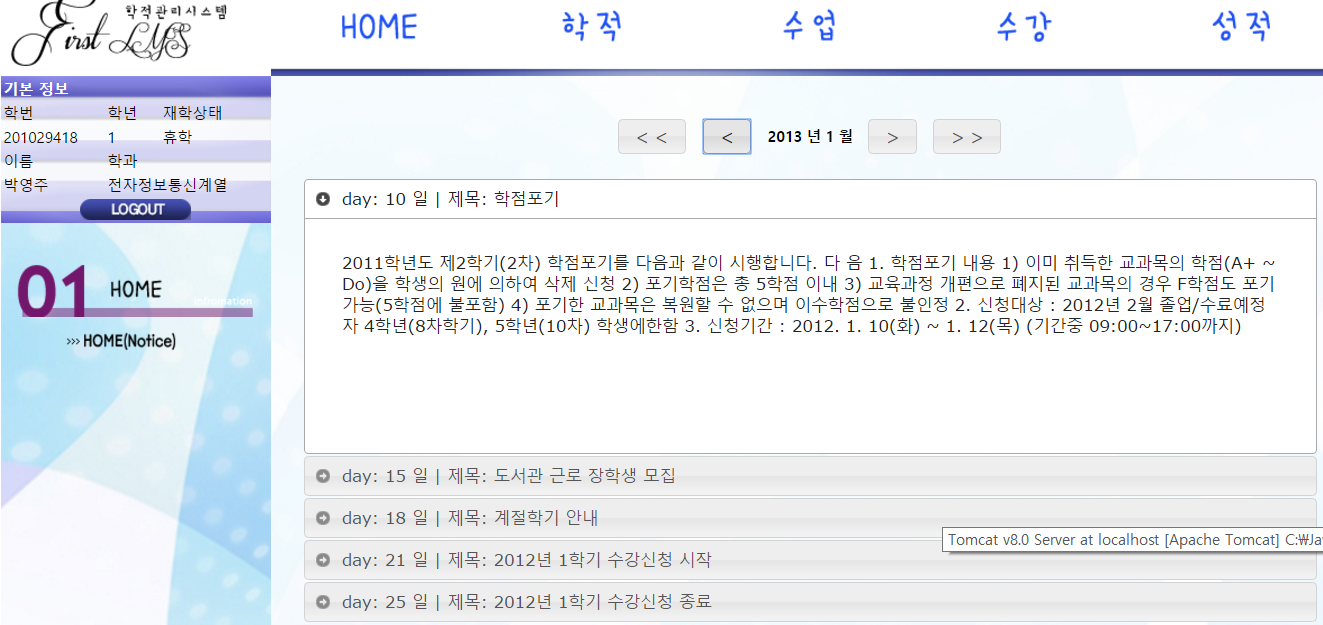 학적관리시스템
First LMS
HOME 학적 수업 수강 성적
기본 정보
학번 학년 재학상태
201029418 1 휴학
이름 학과
박영주 전자정보통신계열
LOGOUT
01 HOME
Infromation
>>> HOME(Notice)
< < < 2013 년 1 월 > > >
day: 10 일 | 제목: 학점포기
2011학년도 제2학기(2차) 학점포기를 다음과 같이 시행합니다. 다 음 1. 학점포기 내용 1) 이미 취득한 교과목의 학점(A+ ~
Do)을 학생의 원에 의하여 삭제 신청 2) 포기학점은 총 5학점 이내 3) 교육과정 개편으로 폐지된 교과목의 경우 F학점도 포기
가능(5학점에 불포함) 4) 포기한 교과목은 복원할 수 없으며 이수학점으로 불인정 2. 신청대상 : 2012년 2월 졸업/수료예정
자 4학년(8차학기), 5학년(10차) 학생에한함 3. 신청기간 : 2012. 1. 10(화) ~ 1. 12(목) (기간중 09:00~17:00까지)
day: 15 일 | 제목: 도서관 근로 장학생 모집
day: 18 일 | 제목: 계절학기 안내
Tomcat v8.0 Server at localhost [Apache Tomcat] C:₩Ja
day: 21 일 | 제목: 2012년 1학기 수강신청 시작
day: 25 일 | 제목: 2012년 1학기 수강신청 종료